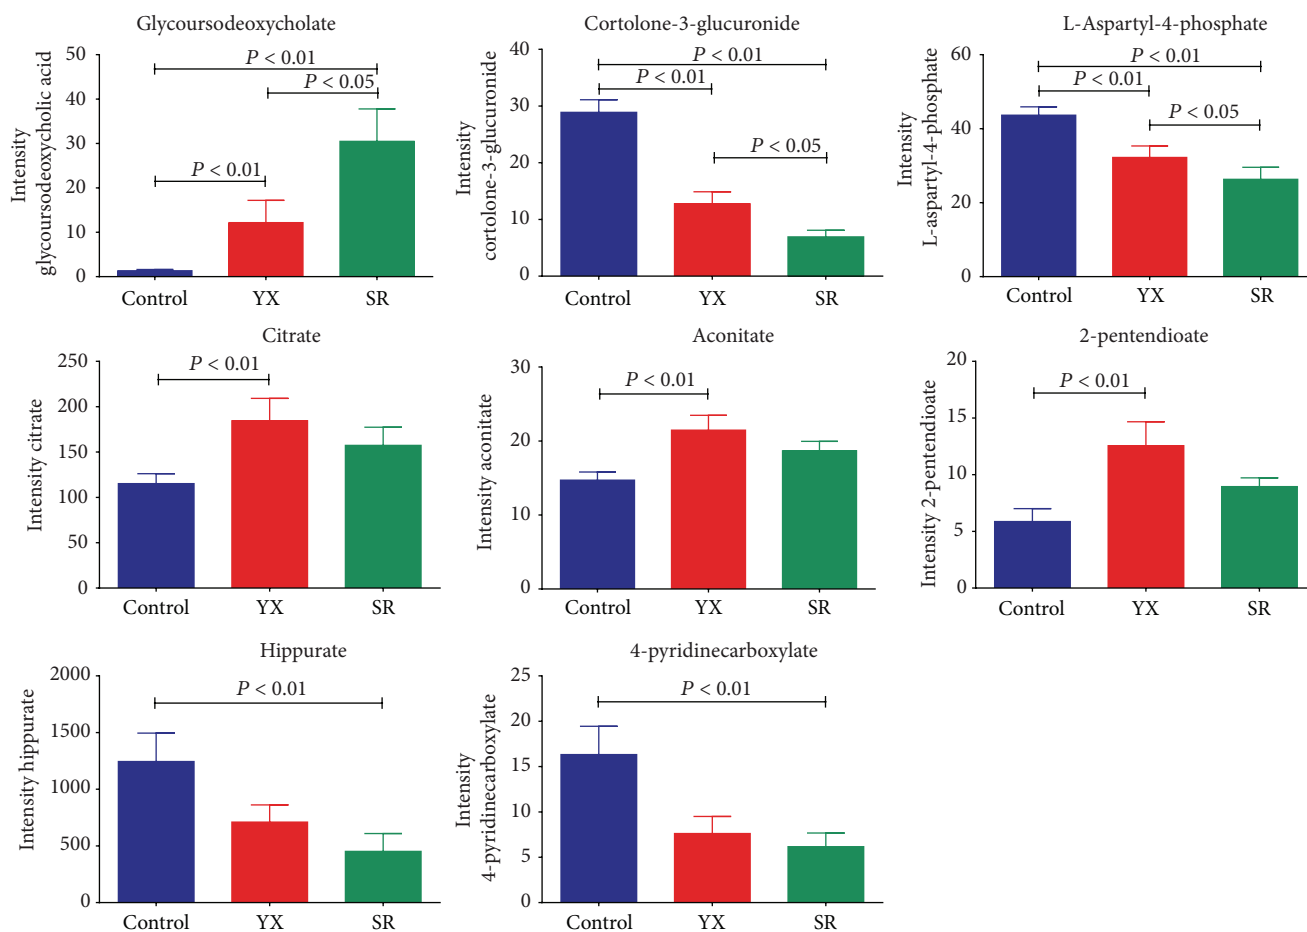 Glycoursodeoxycholate
Intensity
glycoursodeoxycholic acid
50
40
30
20
10
0
P < 0.01
P < 0.05
P < 0.01
Control YX SR
Cortolone-3-glucuronide
Intensity
cortolone-3-glucuronide
40
30
20
10
0
P < 0.01
P < 0.01
P < 0.05
Control YX SR
L-Aspartyl-4-phosphate
Intensity
L-aspartyl-4-phosphate
60
40
20
0
P < 0.01
P < 0.01
P < 0.05
Control YX SR
Citrate
Intensity citrate
250
200
150
100
50
0
P < 0.01
Control YX SR
Aconitate
Intensity aconitate
30
20
10
0
P < 0.01
Control YX SR
2-pentendioate
Intensity 2-pentendioate
20
15
10
5
0
P < 0.01
Control YX SR
Hippurate
Intensity hippurate
2000
1500
1000
500
0
P < 0.01
Control YX SR
4-pyridinecarboxylate
Intensity
4-pyridinecarboxylate
25
20
15
10
5
0
P < 0.01
Control YX SR